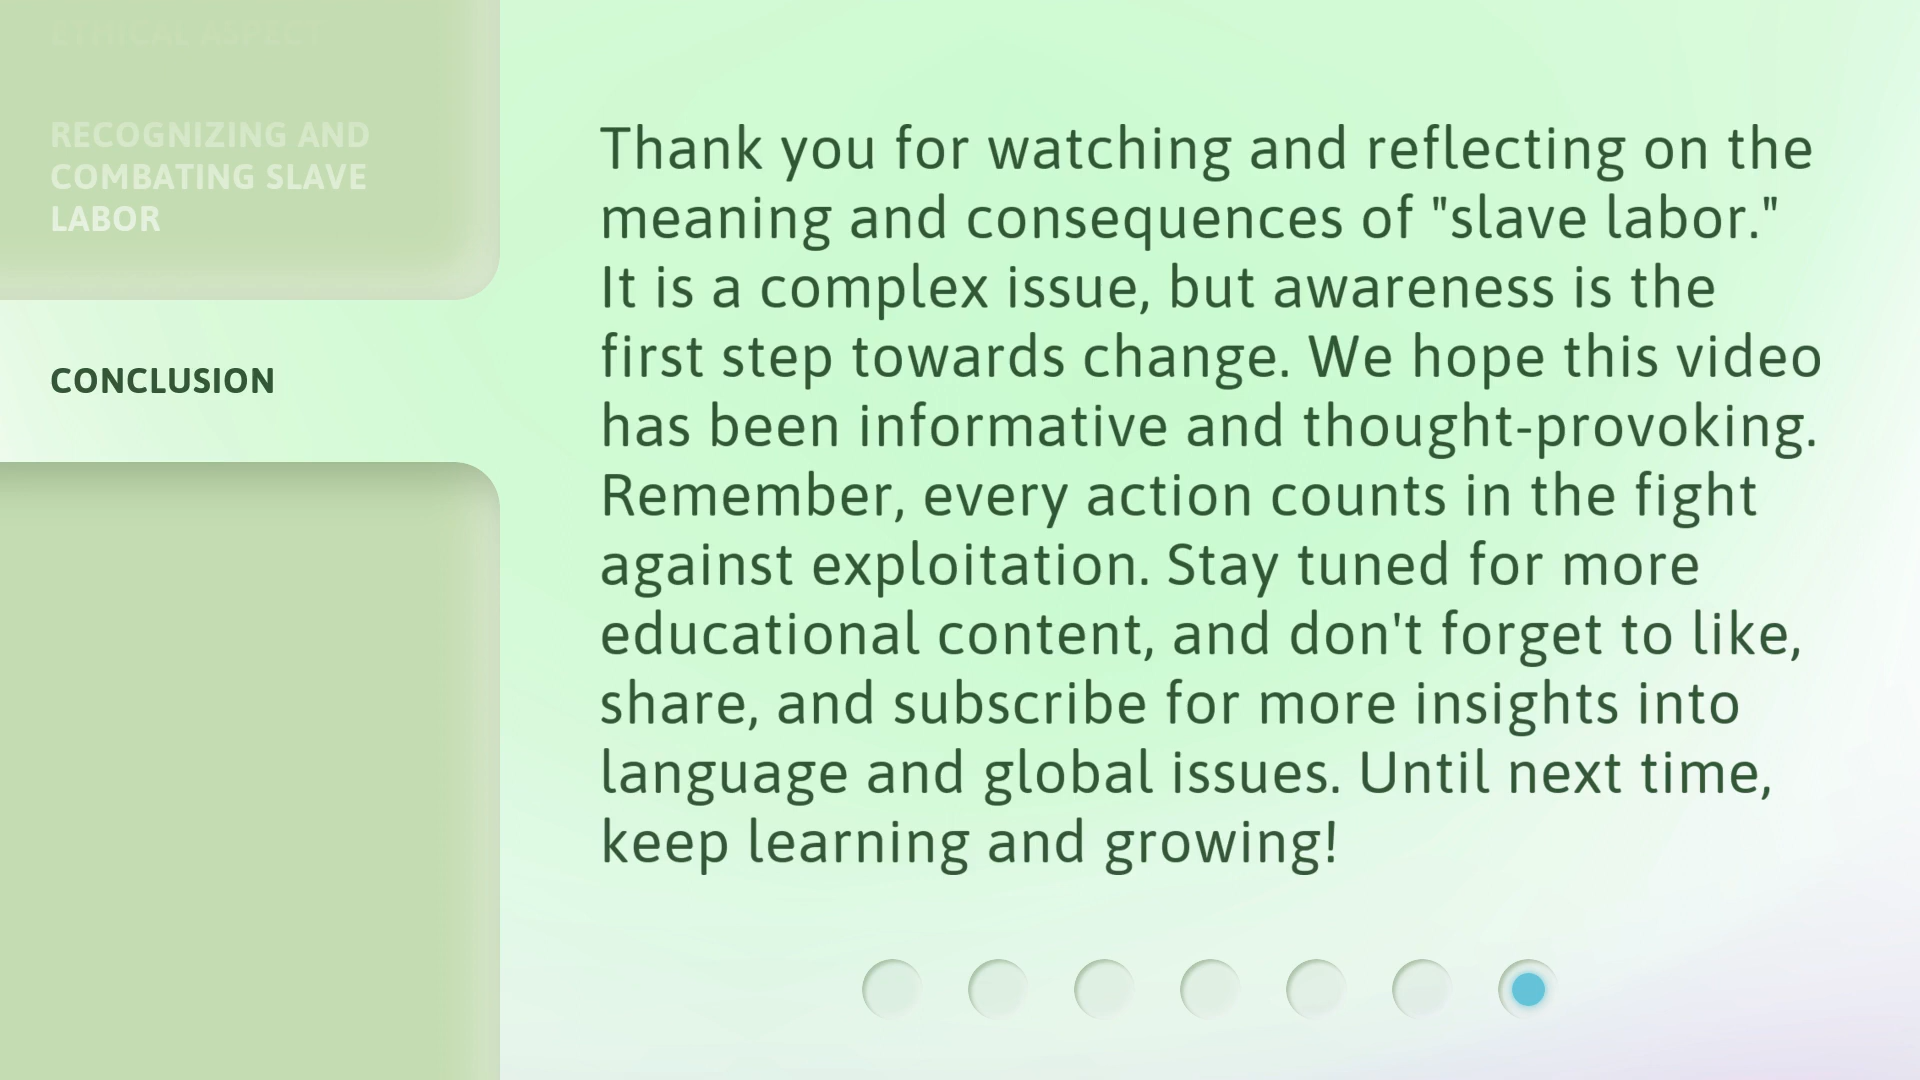 ETHICAL ASPECT
RECOGNIZING AND
COMBATING SLAVE
LABOR
CONCLUSION
Thank you for watching and reflecting on the
meaning and consequences of "slave labor."
It is a complex issue, but awareness is the
first step towards change. We hope this video
has been informative and thought-provoking.
Remember, every action counts in the fight
against exploitation. Stay tuned for more
educational content, and don't forget to like,
share, and subscribe for more insights into
language and global issues. Until next time,
keep learning and growing!